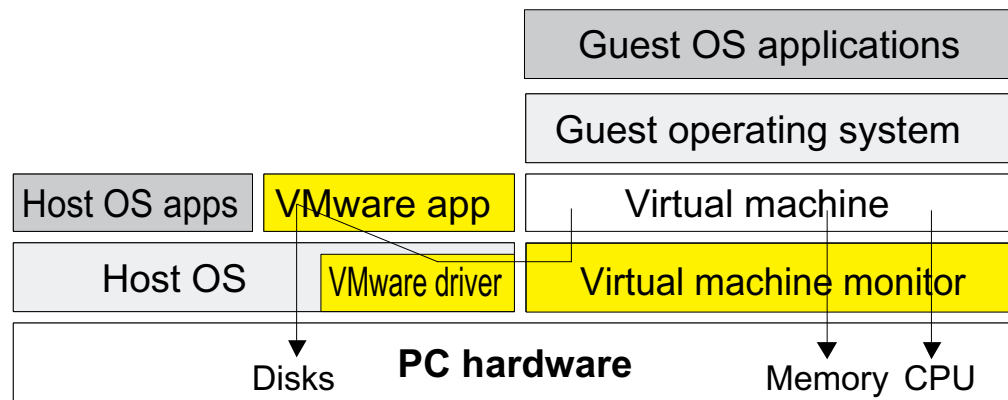 Guest OS applications
Guest operating system
Host OS apps
VMware app
Virtual machine
Host OS
VMware driver
Virtual machine monitor
PC hardware
Disks
Memory
CPU